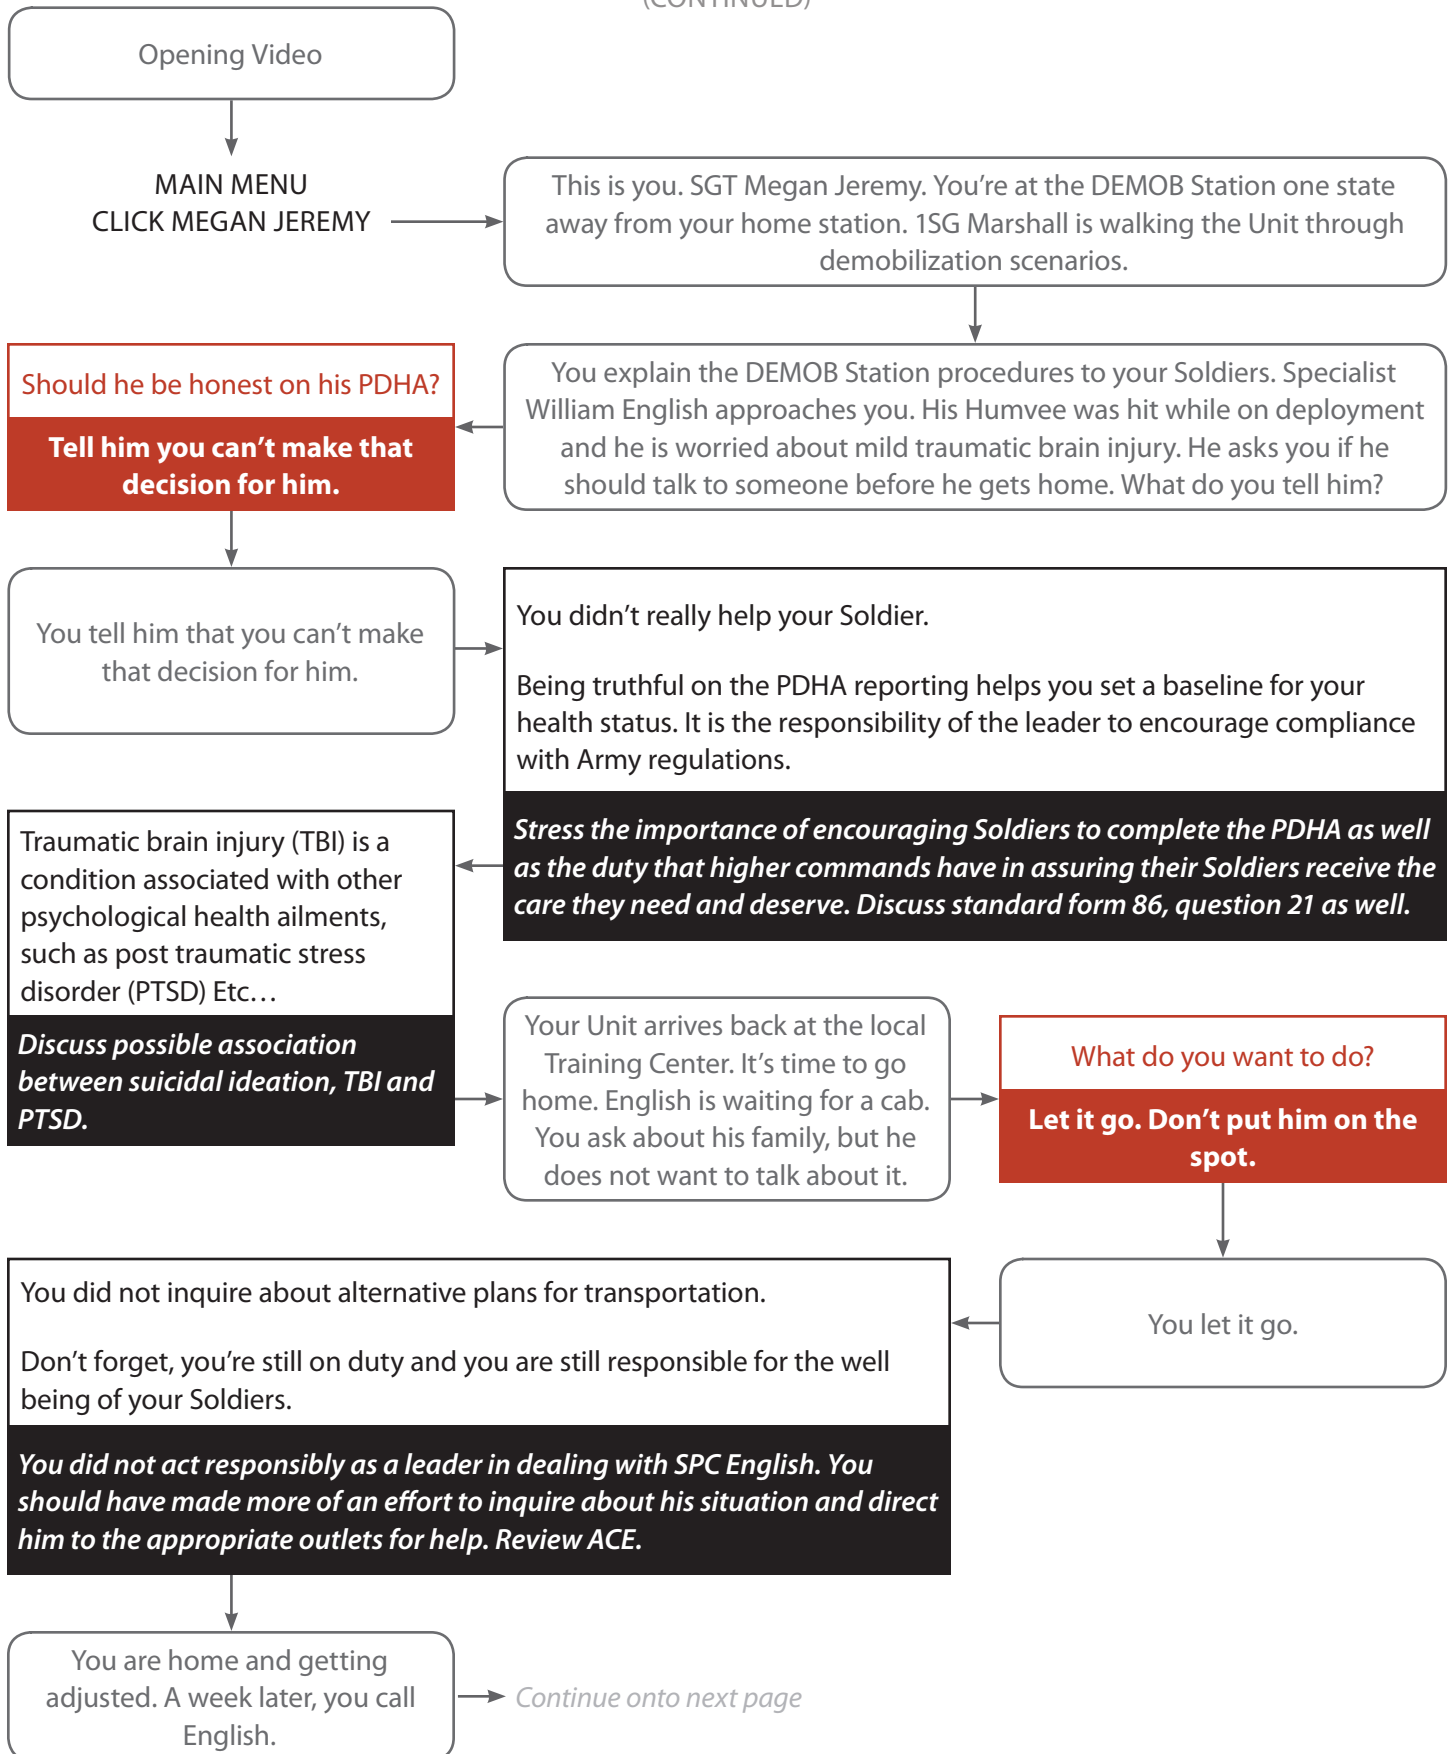 (CONTINUED)
Opening Video
MAIN MENU
CLICK MEGAN JEREMY
This is you. SGT Megan Jeremy. You're at the DEMOB Station one state
away from your home station. 1SG Marshall is walking the Unit through
demobilization scenarios.
You explain the DEMOB Station procedures to your Soldiers. Specialist
William English approaches you. His Humvee was hit while on deployment
and he is worried about mild traumatic brain injury. He asks you if he
should talk to someone before he gets home. What do you tell him?
Should he be honest on his PDHA?
Tell him you can't make that
decision for him.
You tell him that you can't make
that decision for him.
You didn't really help your Soldier.
Being truthful on the PDHA reporting helps you set a baseline for your
health status. It is the responsibility of the leader to encourage compliance
with Army regulations.
Stress the importance of encouraging Soldiers to complete the PDHA as well
as the duty that higher commands have in assuring their Soldiers receive the
care they need and deserve. Discuss standard form 86, question 21 as well.
Traumatic brain injury (TBI) is a
condition associated with other
psychological health ailments,
such as post traumatic stress
disorder (PTSD) Etc…
Discuss possible association
between suicidal ideation, TBI and
PTSD.
Your Unit arrives back at the local
Training Center. It's time to go
home. English is waiting for a cab.
You ask about his family, but he
does not want to talk about it.
What do you want to do?
Let it go. Don't put him on the
spot.
You let it go.
You did not inquire about alternative plans for transportation.
Don't forget, you're still on duty and you are still responsible for the well
being of your Soldiers.
You did not act responsibly as a leader in dealing with SPC English. You
should have made more of an effort to inquire about his situation and direct
him to the appropriate outlets for help. Review ACE.
You are home and getting
adjusted. A week later, you call
English.
Continue onto next page